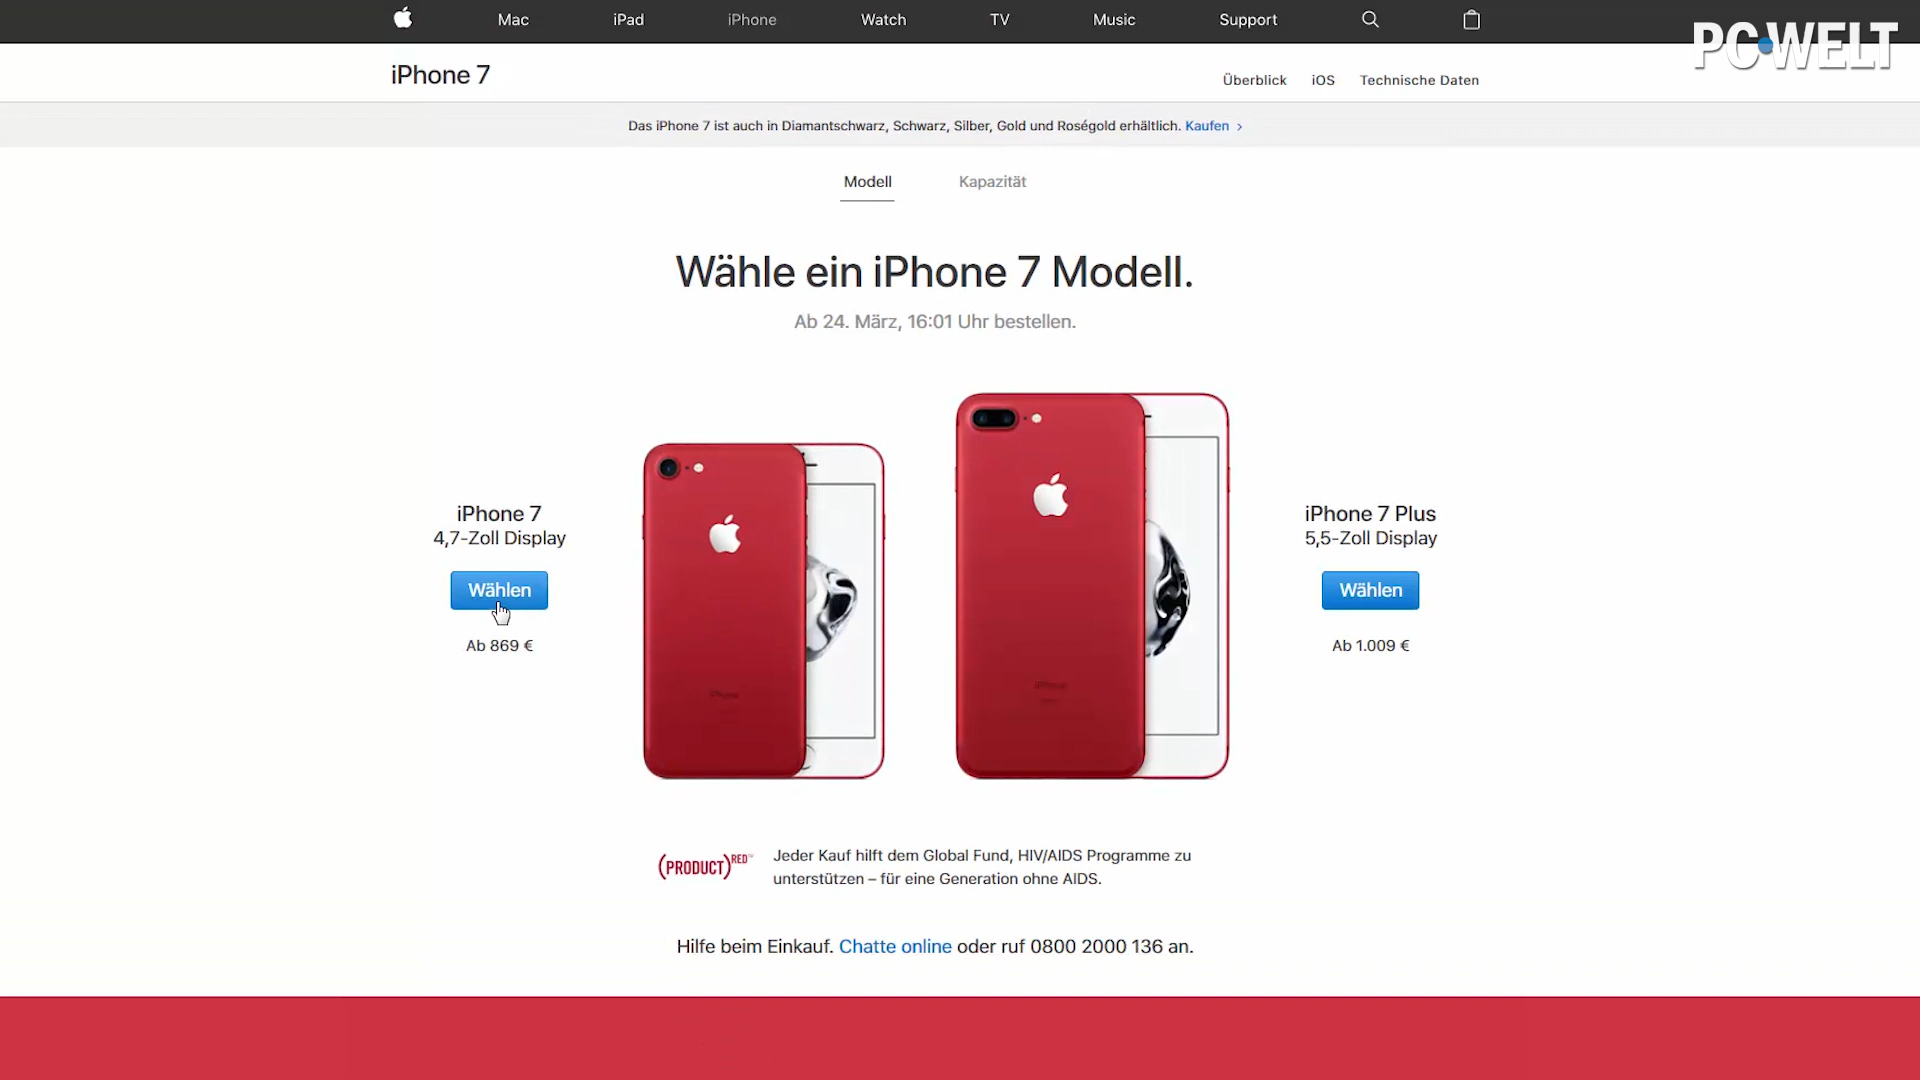 Mac iPad iPhone Watch TV Music Support
PC WELT
iPhone 7
Überblick iOS Technische Daten
Das iPhone 7 ist auch in Diamantschwarz, Schwarz, Silber, Gold und Roségold erhältlich. Kaufen >
Modell Kapazität
Wähle ein iPhone 7 Modell.
Ab 24. März, 16:01 Uhr bestellen.
iPhone 7
4,7-Zoll Display
Wählen
Ab 869 €
iPhone
iPhone
iPhone 7 Plus
5,5-Zoll Display
Wählen
Ab 1.009 €
(PRODUCT)RED™
Jeder Kauf hilft dem Global Fund, HIV/AIDS Programme zu
unterstützen – für eine Generation ohne AIDS.
Hilfe beim Einkauf. Chatte online oder ruf 0800 2000 136 an.